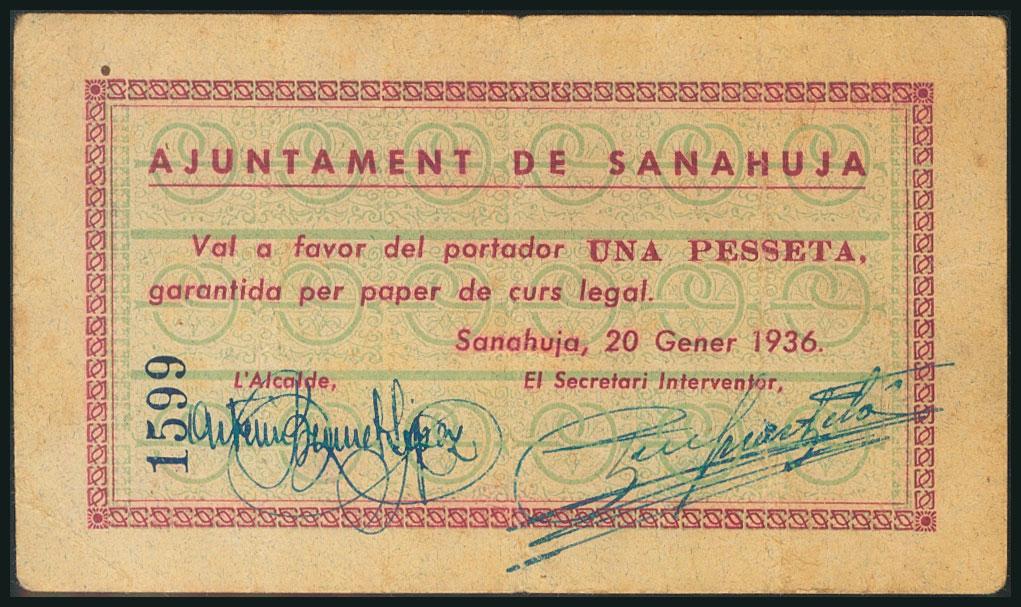 AJUNTAMENT DE SANAHUJA
Val a favor del portador UNA PESSETA,
garantida per paper de curs legal.
Sanahuja, 20 Gener 1936.
L'Alcalde, El Secretari Interventor,
1599